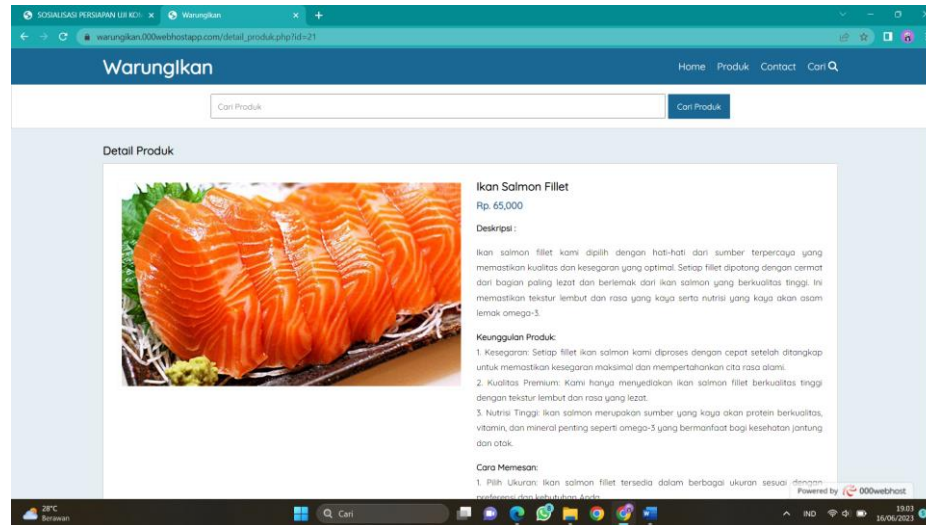 SOSIALISASI PERSIAPAN UJI KO
Warungikan
warungikan.000webhostapp.com/detail_produk.php?id=21
WarungIkan
Home Produk Contact Cari
Cari Produk
Cari Produk
Detail Produk
Ikan Salmon Fillet
Rp. 65,000
Deskripsi :
Ikan salmon fillet kami dipilih dengan hati-hati dari sumber terpercaya yang
memastikan kualitas dan kesegaran yang optimal. Setiap fillet dipotong dengan cermat
dari bagian paling lezat dan berlemak dari ikan salmon yang berkualitas tinggi. Ini
memastikan tekstur lembut dan rasa yang kaya serta nutrisi yang kaya akan asam
lemak omega-3.
Keunggulan Produk:
1. Kesegaran: Setiap fillet ikan salmon kami diproses dengan cepat setelah ditangkap
untuk memastikan kesegaran maksimal dan mempertahankan cita rasa alami.
2. Kualitas Premium: Kami hanya menyediakan ikan salmon fillet berkualitas tinggi
dengan tekstur lembut dan rasa yang lezat.
3. Nutrisi Tinggi: Ikan salmon merupakan sumber yang kaya akan protein berkualitas,
vitamin, dan mineral penting seperti omega-3 yang bermanfaat bagi kesehatan jantung
dan otak.
Cara Memesan:
1. Pilih Ukuran: Ikan salmon fillet tersedia dalam berbagai ukuran sesuai dengan
preferensi dan kebutuhan Anda.
Powered by 000webhost
28°C
Berawan
Cari
IND
19.03
16/06/2023